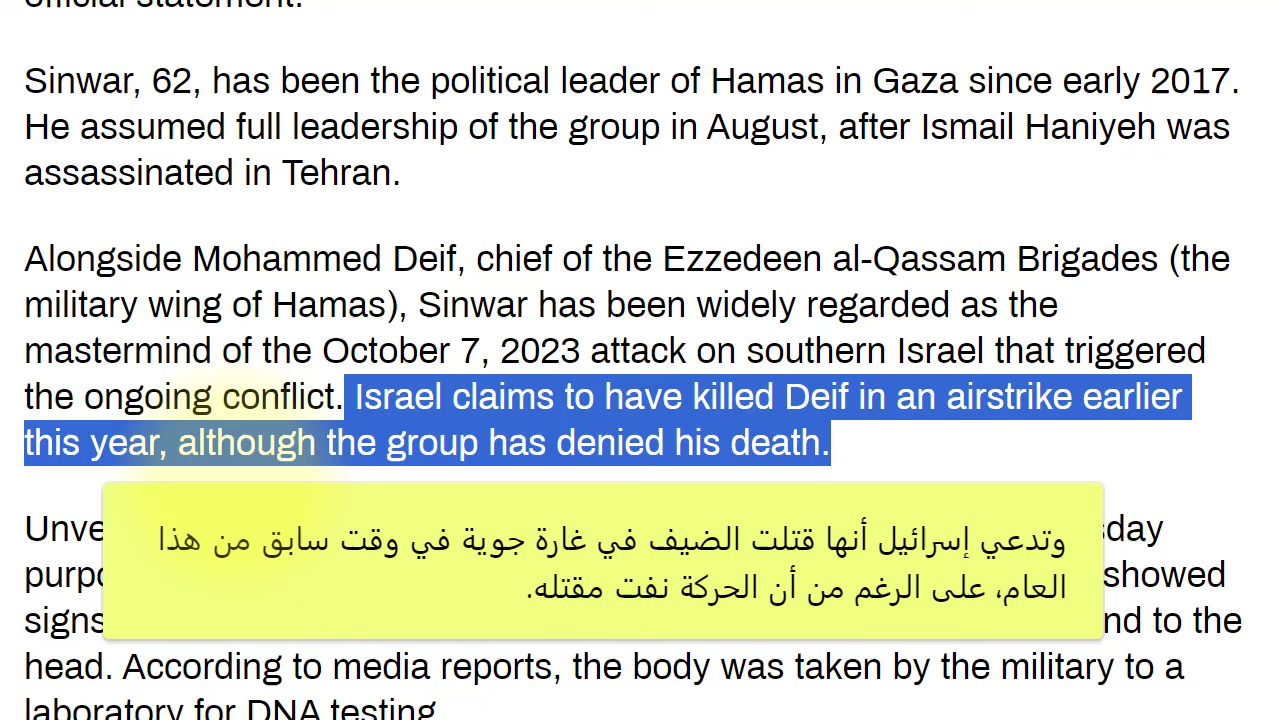 official statement.
Sinwar, 62, has been the political leader of Hamas in Gaza since early 2017.
He assumed full leadership of the group in August, after Ismail Haniyeh was
assassinated in Tehran.
Alongside Mohammed Deif, chief of the Ezzedeen al-Qassam Brigades (the
military wing of Hamas), Sinwar has been widely regarded as the
mastermind of the October 7, 2023 attack on southern Israel that triggered
the ongoing conflict. Israel claims to have killed Deif in an airstrike earlier
this year, although the group has denied his death.
وتدعي إسرائيل أنها قتلت الضيف في غارة جوية في وقت سابق من هذا
العام، على الرغم من أن الحركة نفت مقتله.
showed
to the
head. According to media reports, the body was taken by the military to a
laboratory for DNA testing.